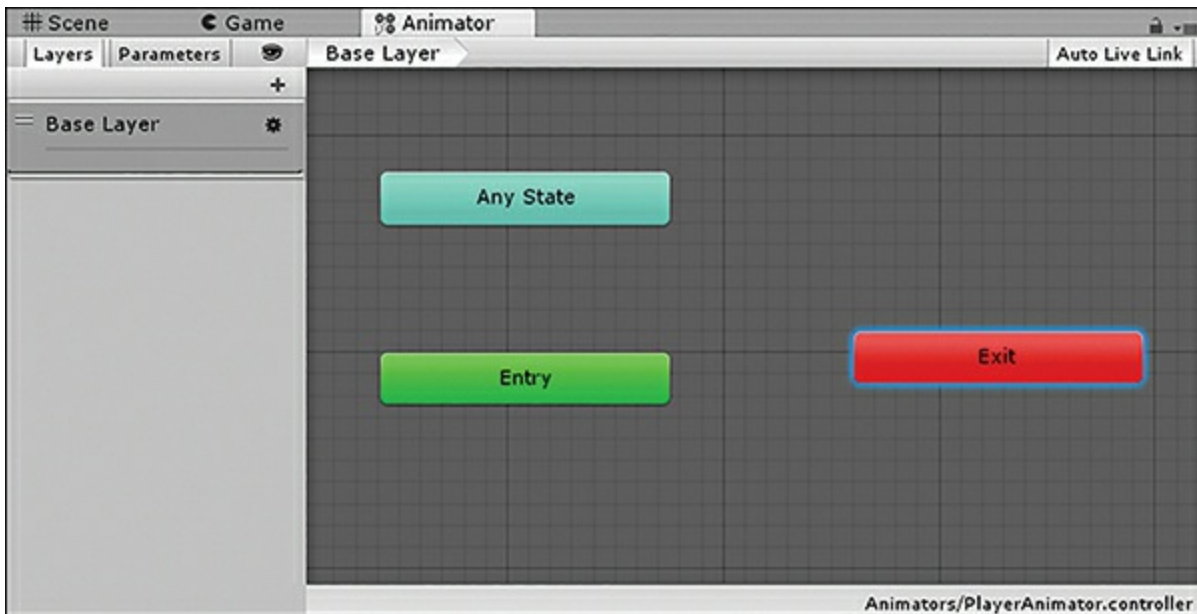 Scene
Game
Animator
Layers
Parameters
Base Layer
Auto Live Link
Base Layer
Any State
Entry
Exit
Animators/PlayerAnimator.controller